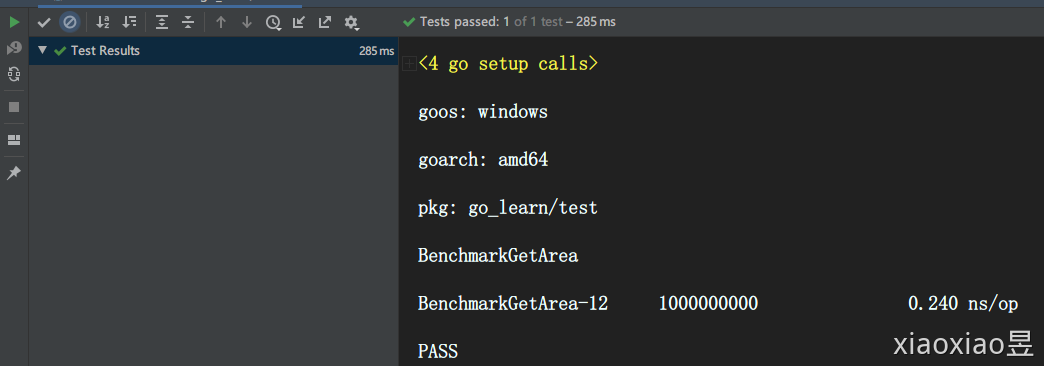 Tests passed: 1 of 1 test – 285 ms
Test Results 285 ms
<4 go setup calls>
goos: windows
goarch: amd64
pkg: go_learn/test
BenchmarkGetArea
BenchmarkGetArea-12 1000000000 0.240 ns/op
PASS
xiaoxiao昱